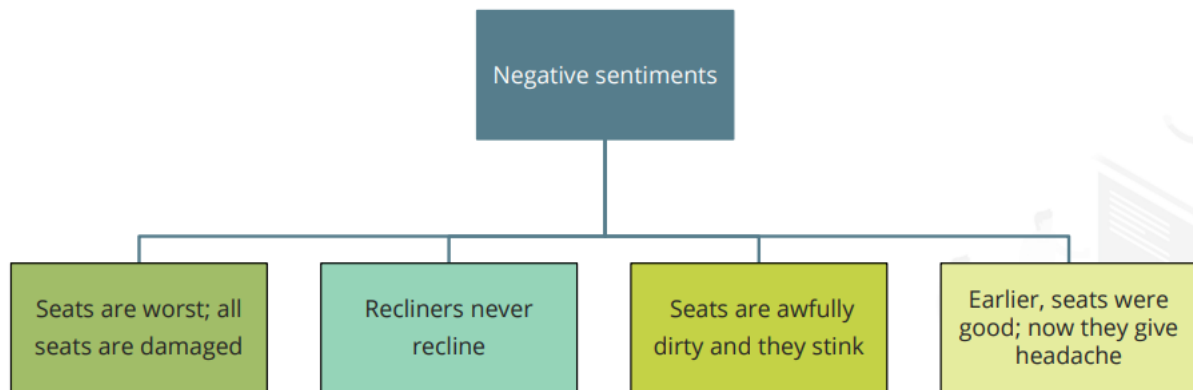 Negative sentiments
Seats are worst; all
seats are damaged
Recliners never
recline
Seats are awfully
dirty and they stink
Earlier, seats were
good; now they give
headache